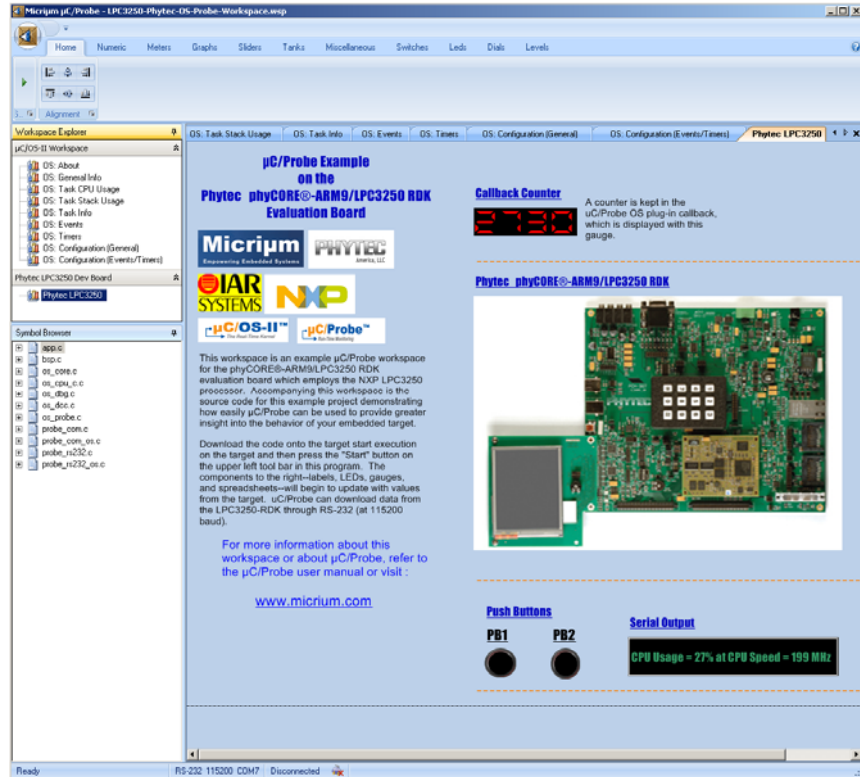 Micriµm µC/Probe - LPC3250-Phytec-OS-Probe-Workspace.wsp
Home Numeric Meters Graphs Sliders Tanks Miscellaneous Switches Leds Dials Levels
S... Alignment
Workspace Explorer
µC/OS-II Workspace
OS: About
OS: General Info
OS: Task CPU Usage
OS: Task Stack Usage
OS: Task Info
OS: Events
OS: Timers
OS: Configuration (General)
OS: Configuration (Events/Timers)
Phytec LPC3250 Dev Board
Phytec LPC3250
Symbol Browser
app.c
bsp.c
os_core.c
os_cpu_c.c
os_dbg.c
os_dcc.c
os_probe.c
probe_com.c
probe_com_os.c
probe_rs232.c
probe_rs232_os.c
OS: Task Stack Usage OS: Task Info OS: Events OS: Timers OS: Configuration (General) OS: Configuration (Events/Timers) Phytec LPC3250
µC/Probe Example
on the
Phytec phyCORE®-ARM9/LPC3250 RDK
Evaluation Board
Micriµm
Empowering Embedded Systems
PHYTEC
America, LLC
IAR
SYSTEMS
NXP
µC/OS-II™
The Real-Time Kernel
µC/Probe™
Run-Time Monitoring
This workspace is an example µC/Probe workspace
for the phyCORE®-ARM9/LPC3250 RDK
evaluation board which employs the NXP LPC3250
processor. Accompanying this workspace is the
source code for this example project demonstrating
how easily µC/Probe can be used to provide greater
insight into the behavior of your embedded target.
Download the code onto the target start execution
on the target and then press the "Start" button on
the upper left tool bar in this program. The
components to the right--labels, LEDs, gauges,
and spreadsheets--will begin to update with values
from the target. uC/Probe can download data from
the LPC3250-RDK through RS-232 (at 115200
baud).
For more information about this
workspace or about µC/Probe, refer to
the µC/Probe user manual or visit :
www.micrium.com
Callback Counter
2730
A counter is kept in the
uC/Probe OS plug-in callback,
which is displayed with this
gauge.
Phytec phyCORE®-ARM9/LPC3250 RDK
Push Buttons
PB1 PB2
Serial Output
CPU Usage = 27% at CPU Speed = 199 MHz
Ready RS-232 115200 COM7 Disconnected